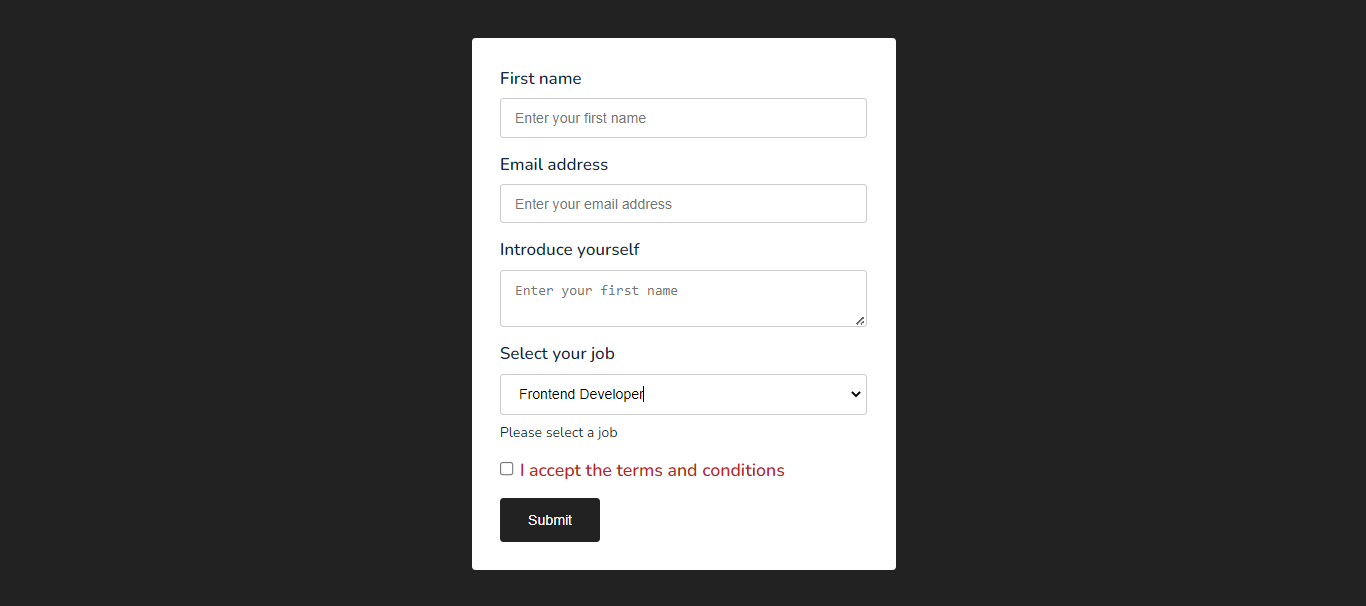 First name
Enter your first name
Email address
Enter your email address
Introduce yourself
Enter your first name
Select your job
Frontend Developer
Please select a job
I accept the terms and conditions
Submit